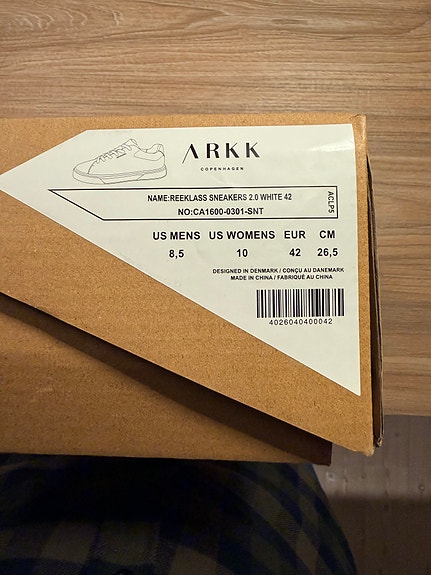 ARKK
COPENHAGEN
NAME:REEKLASS SNEAKERS 2.0 WHITE 42
NO:CA1600-0301-SNT
ACLP5
US MENS US WOMENS EUR CM
8,5 10 42 26,5
DESIGNED IN DENMARK / CONÇU AU DANEMARK
MADE IN CHINA / FABRIQUÉ AU CHINA
4026040400042